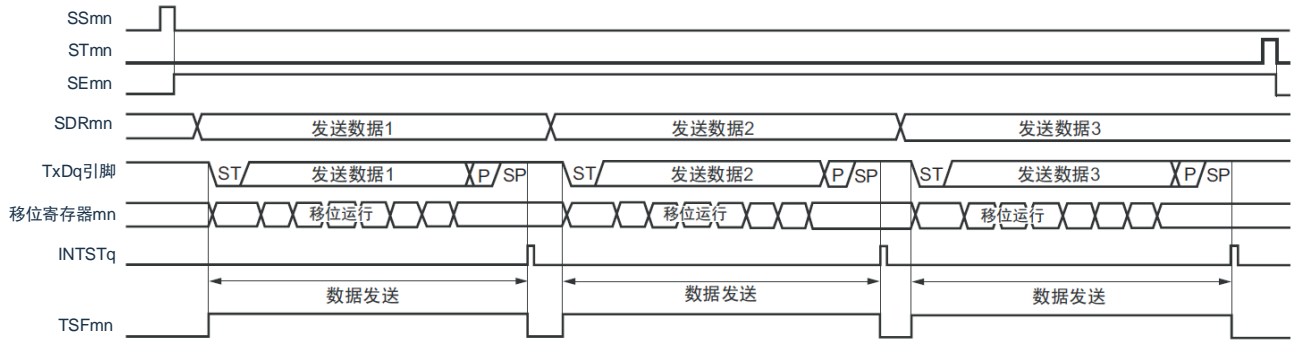 SSmn
STmn
SEmn
SDRmn 发送数据1 发送数据2 发送数据3
TxDq引脚 ST 发送数据1 P SP ST 发送数据2 P SP ST 发送数据3 P SP
移位寄存器mn 移位运行 移位运行 移位运行
INTSTq
数据发送 数据发送 数据发送
TSFmn